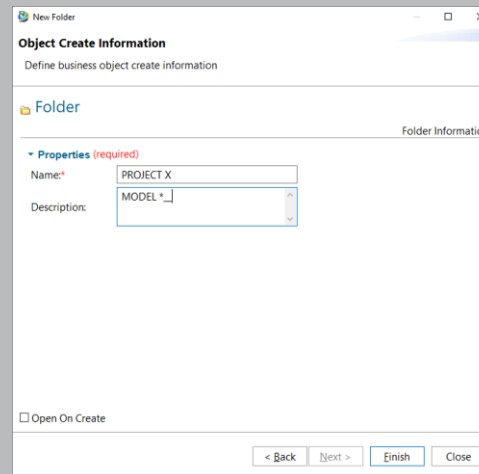 New Folder
Object Create Information
Define business object create information
Folder
Folder Informatio
Properties (required)
Name:* PROJECT X
Description: MODEL *_
Open On Create
< Back Next > Finish Close